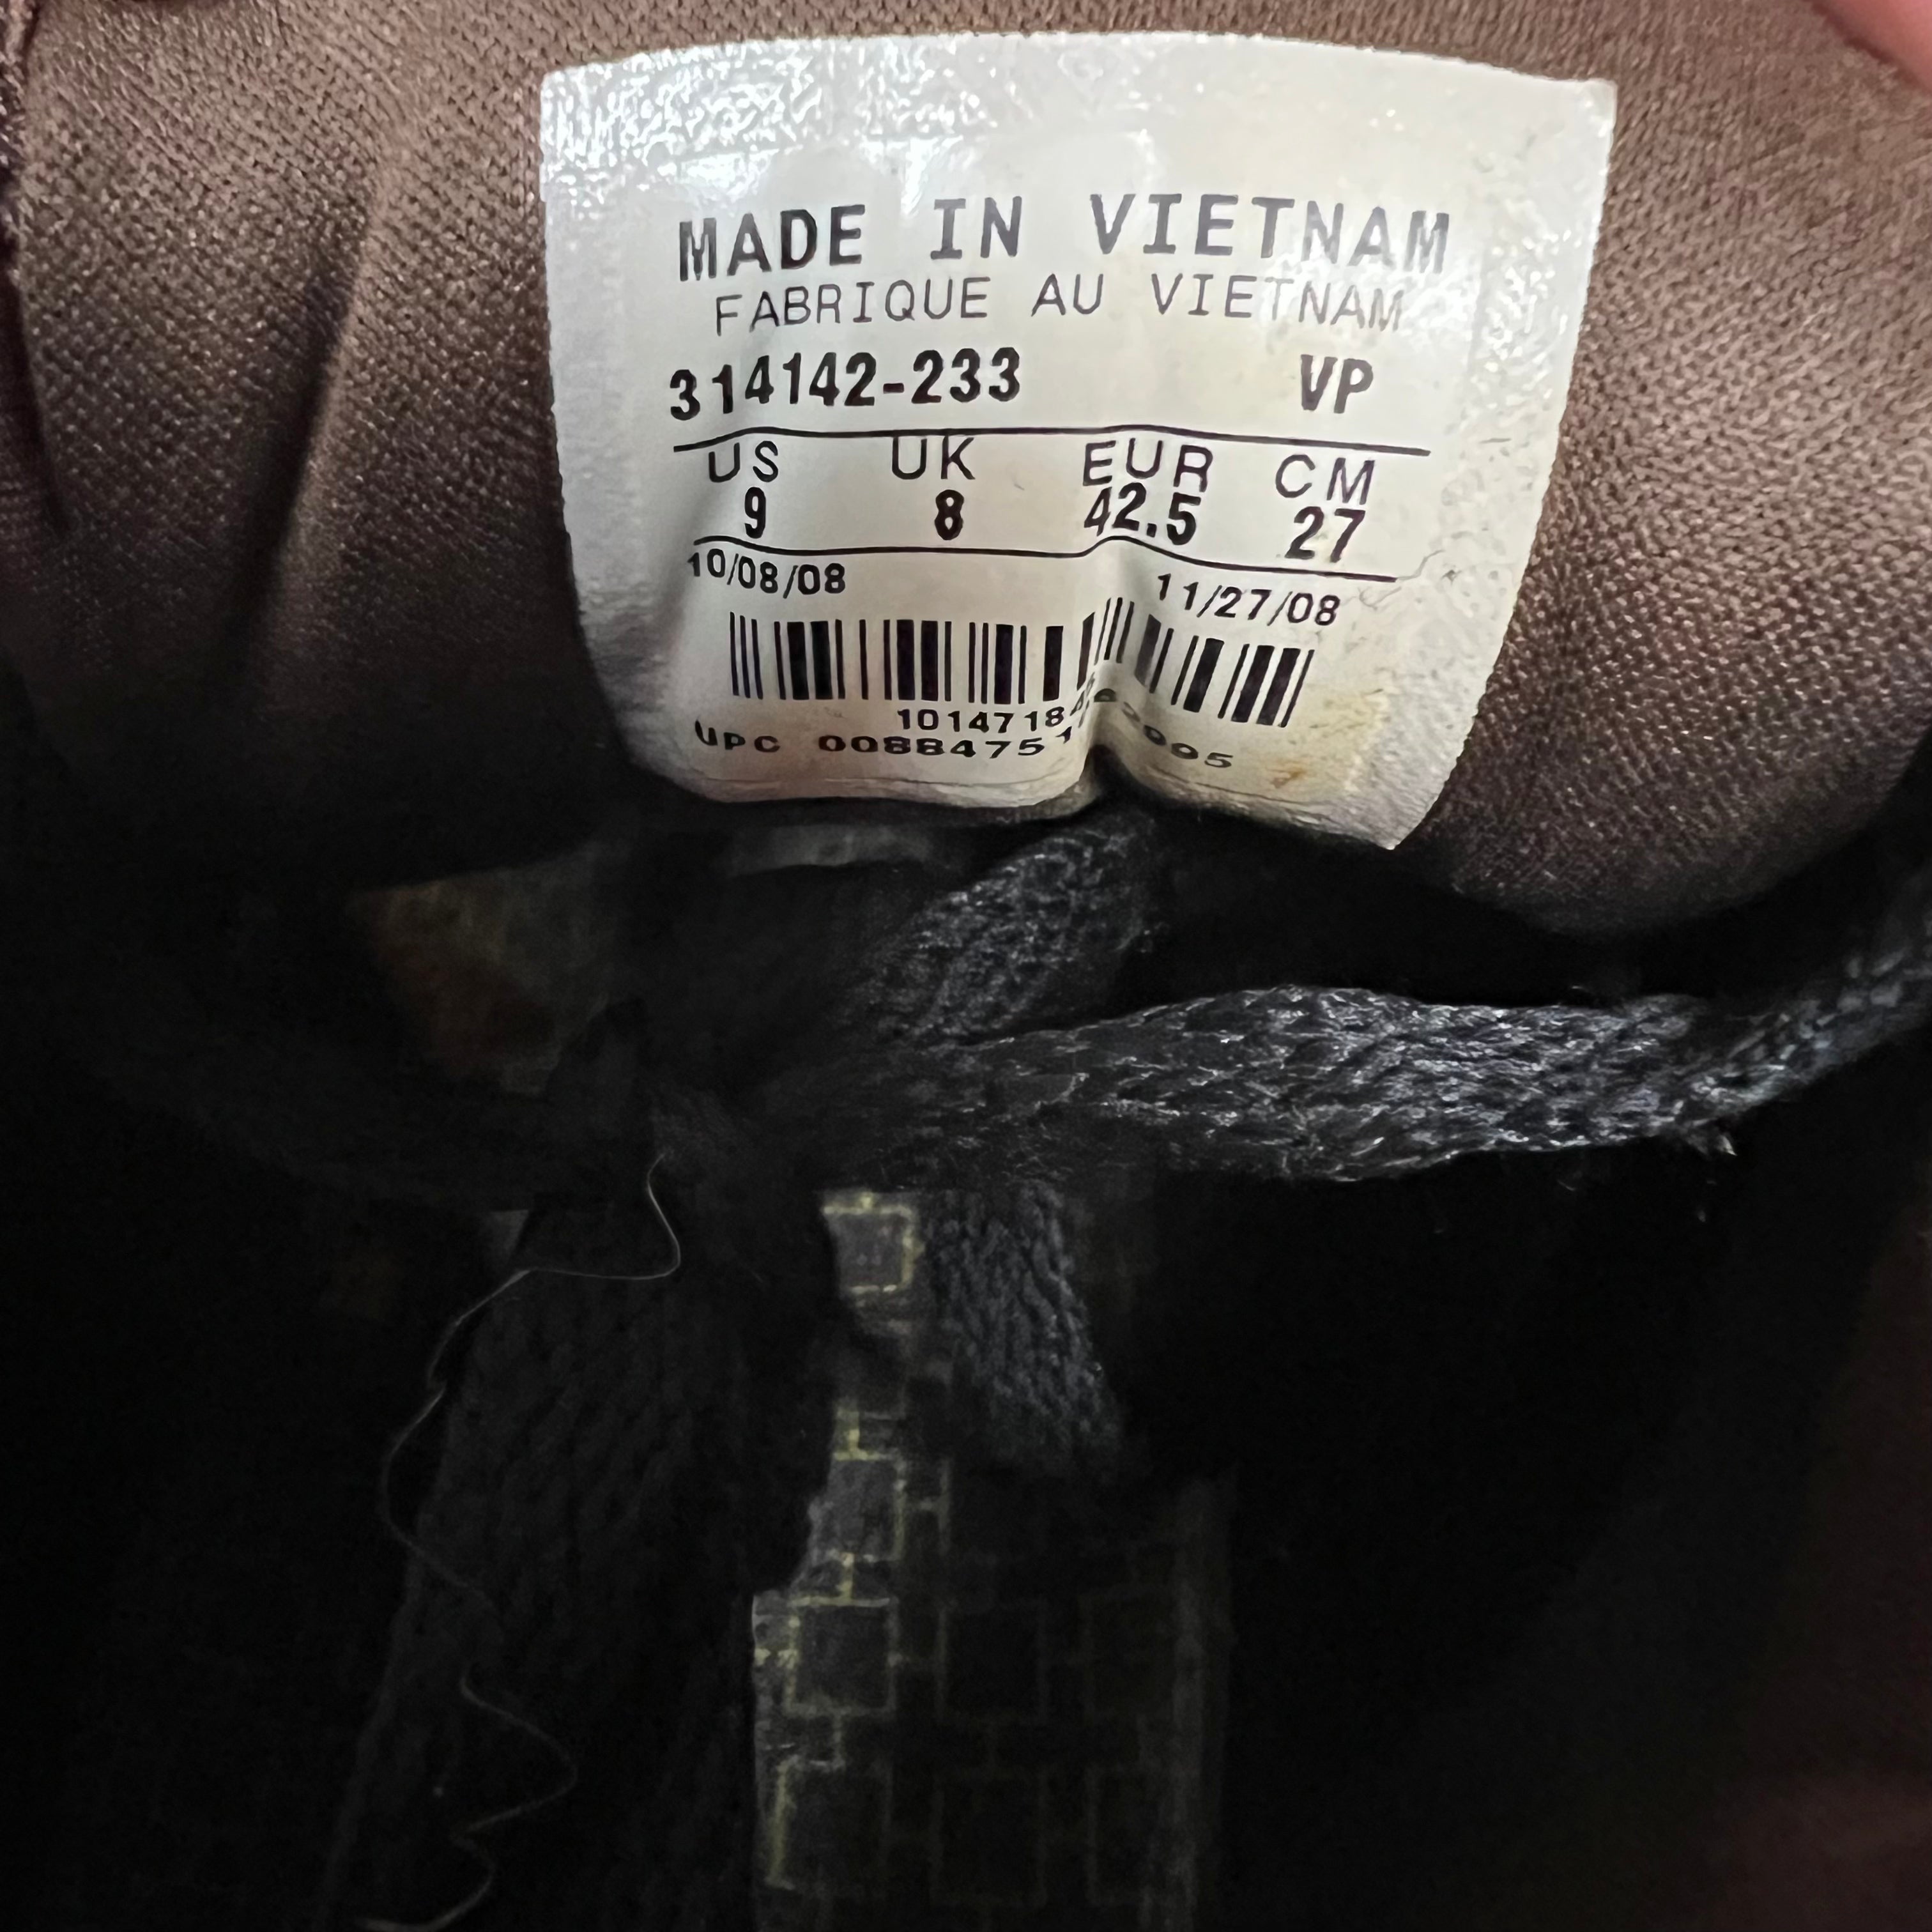 MADE IN VIETNAM
FABRIQUE AU VIETNAM
314142-233 VP
US UK EUR CM
9 8 42.5 27
10/08/08 11/27/08
UPC